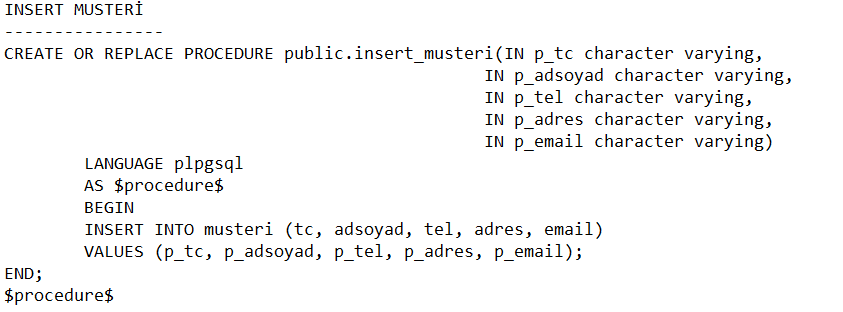 INSERT MUSTERİ
----------------
CREATE OR REPLACE PROCEDURE public.insert_musteri(IN p_tc character varying,
IN p_adsoyad character varying,
IN p_tel character varying,
IN p_adres character varying,
IN p_email character varying)
LANGUAGE plpgsql
AS $procedure$
BEGIN
INSERT INTO musteri (tc, adsoyad, tel, adres, email)
VALUES (p_tc, p_adsoyad, p_tel, p_adres, p_email);
END;
$procedure$